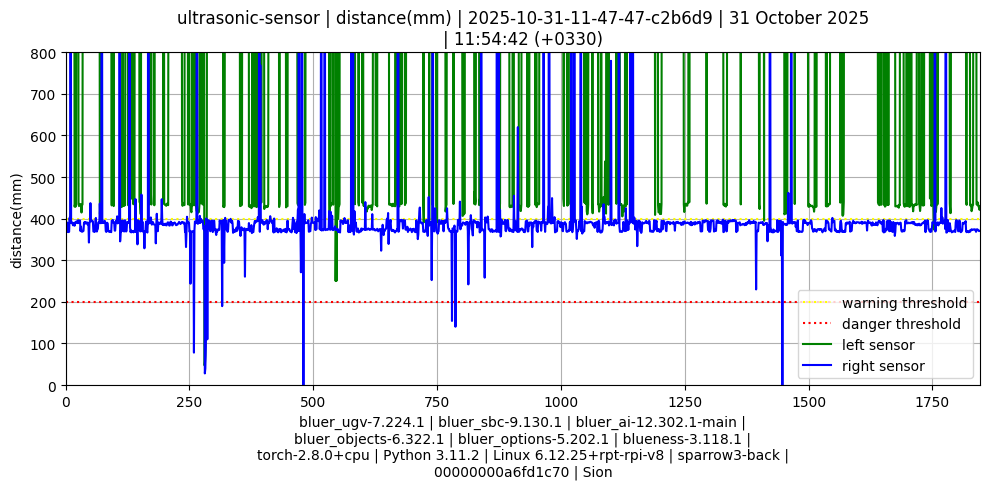 ultrasonic-sensor | distance(mm) | 2025-10-31-11-47-47-c2b6d9 | 31 October 2025
| 11:54:42 (+0330)
800
700
600
500
400
300
200
100
0
distance(mm)
warning threshold
danger threshold
left sensor
right sensor
0 250 500 750 1000 1250 1500 1750
bluer_ugv-7.224.1 | bluer_sbc-9.130.1 | bluer_ai-12.302.1-main |
bluer_objects-6.322.1 | bluer_options-5.202.1 | blueness-3.118.1 |
torch-2.8.0+cpu | Python 3.11.2 | Linux 6.12.25+rpt-rpi-v8 | sparrow3-back |
00000000a6fd1c70 | Sion